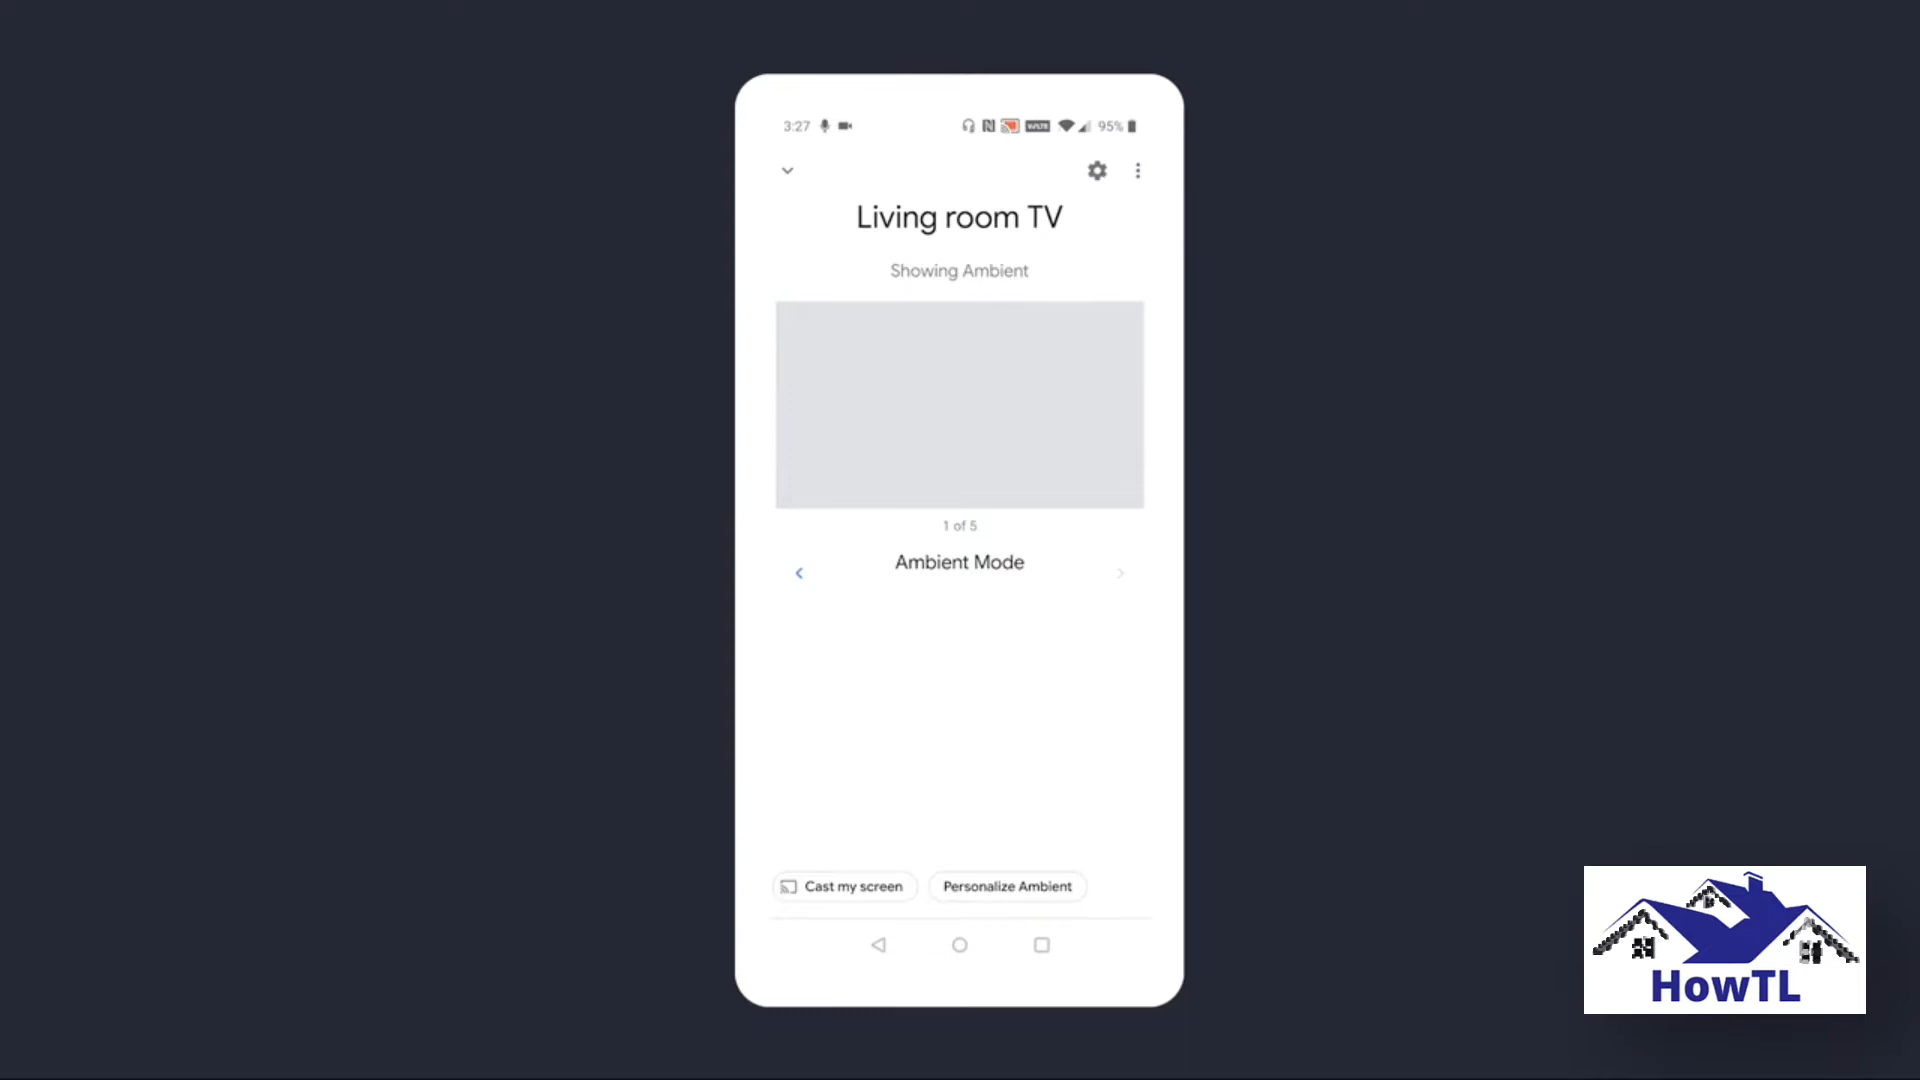 3:27
VoLTE
95%
Living room TV
Showing Ambient
1 of 5
Ambient Mode
Cast my screen
Personalize Ambient
HowTL